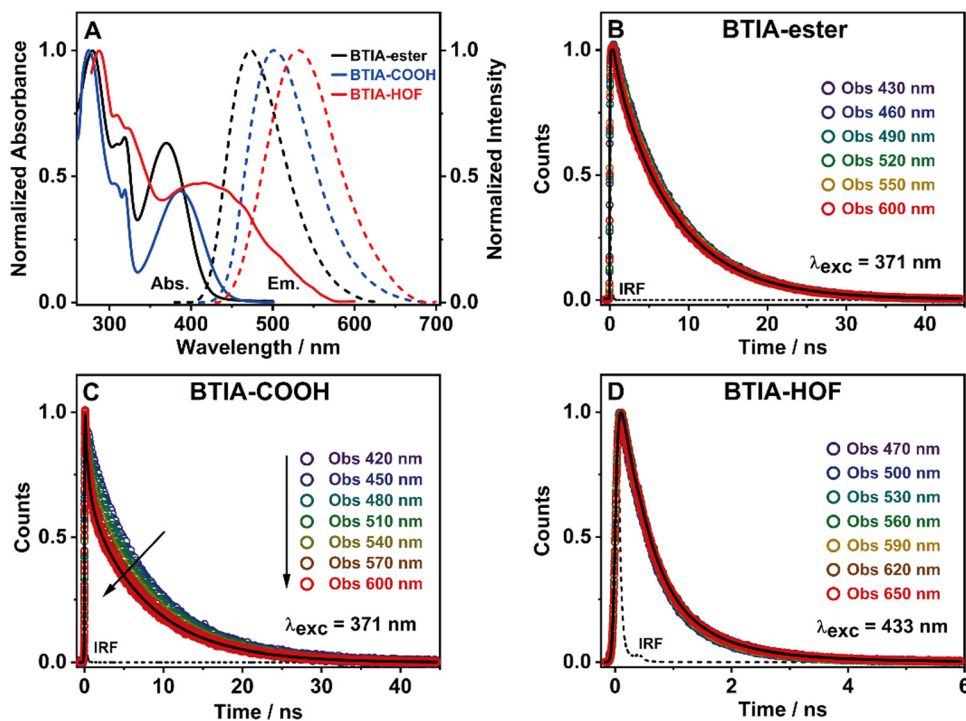 A
BTIA-ester
BTIA-COOH
BTIA-HOF
Normalized Absorbance
1.0
0.5
0.0
Normalized Intensity
1.0
0.5
0.0
Abs.
Em.
300 400 500 600 700
Wavelength / nm
B
BTIA-ester
Counts
1.0
0.5
0.0
Obs 430 nm
Obs 460 nm
Obs 490 nm
Obs 520 nm
Obs 550 nm
Obs 600 nm
λexc = 371 nm
IRF
0 10 20 30 40
Time / ns
C
BTIA-COOH
Counts
1.0
0.5
0.0
Obs 420 nm
Obs 450 nm
Obs 480 nm
Obs 510 nm
Obs 540 nm
Obs 570 nm
Obs 600 nm
λexc = 371 nm
IRF
0 10 20 30 40
Time / ns
D
BTIA-HOF
Counts
1.0
0.5
0.0
Obs 470 nm
Obs 500 nm
Obs 530 nm
Obs 560 nm
Obs 590 nm
Obs 620 nm
Obs 650 nm
λexc = 433 nm
IRF
0 2 4 6
Time / ns